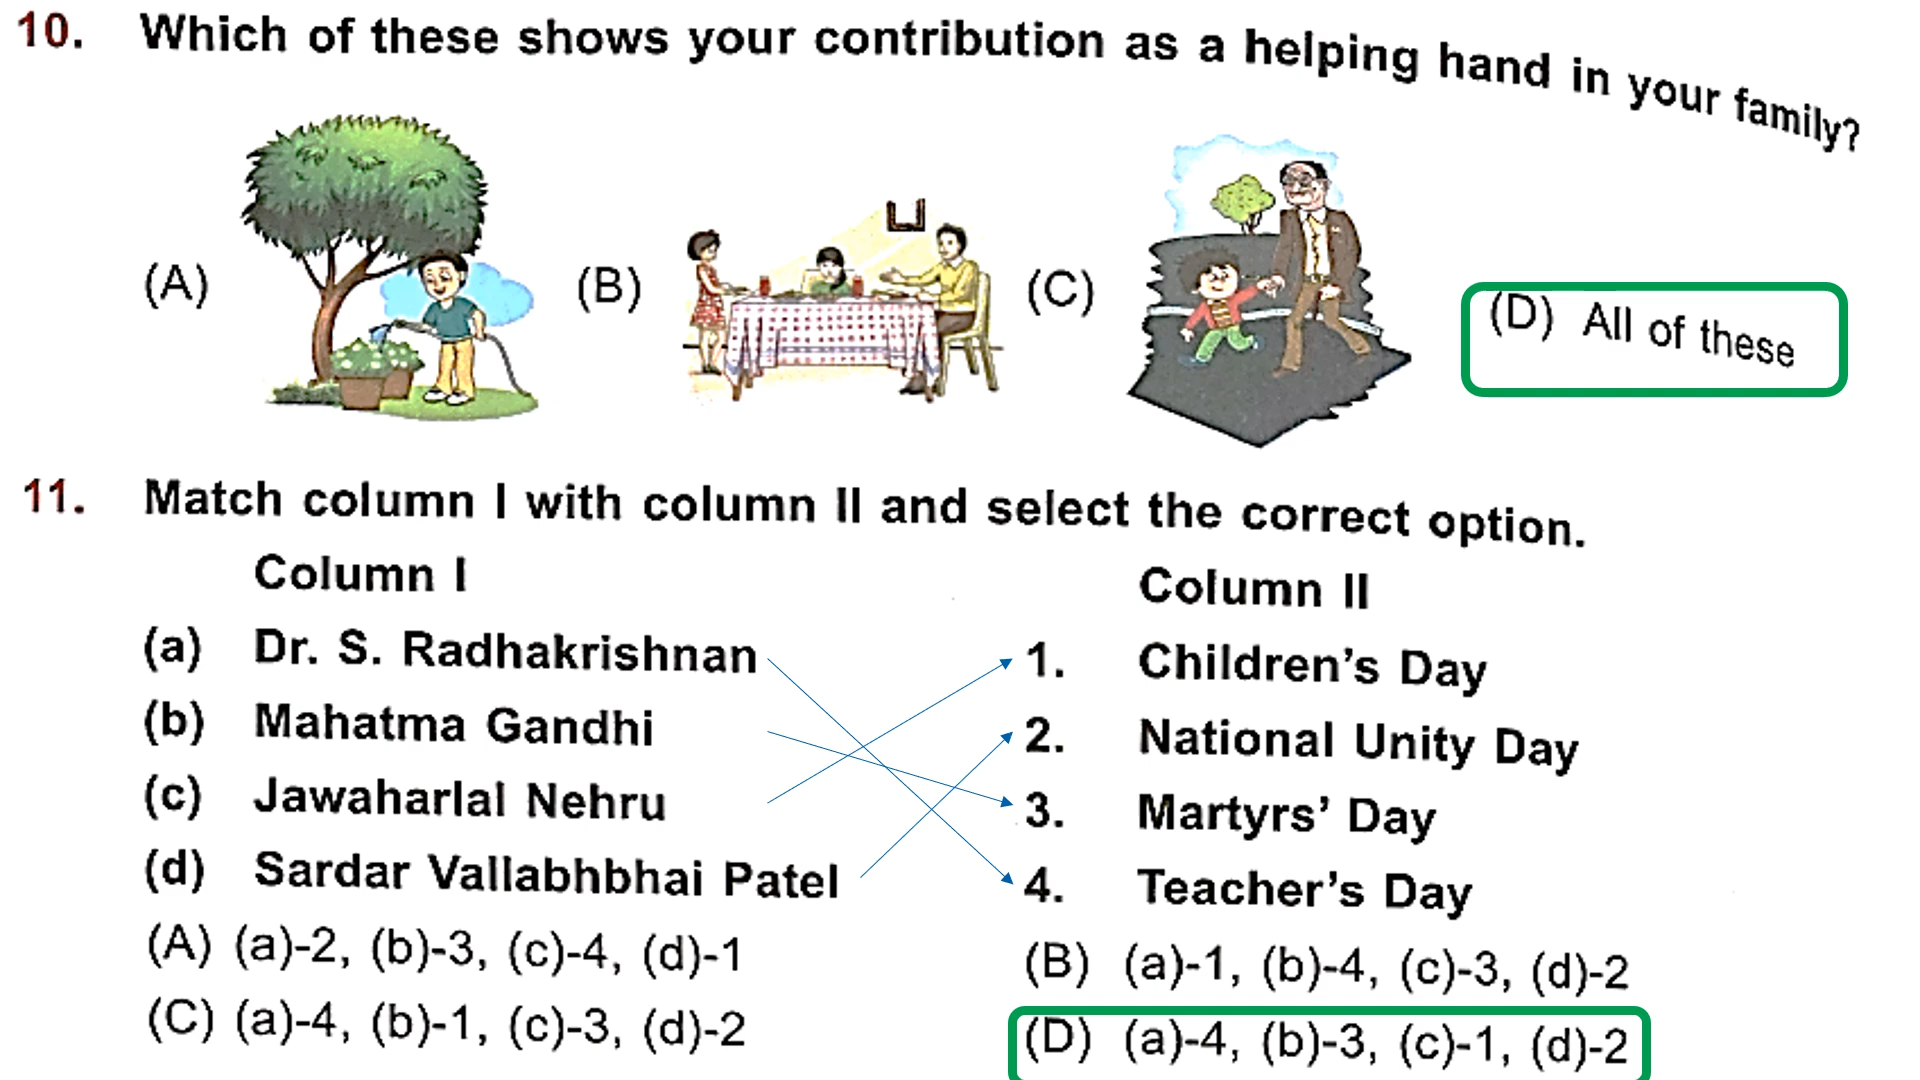 10. Which of these shows your contribution as a helping hand in your family?
(A) (B) (C) (D) All of these
11. Match column I with column II and select the correct option.
Column I Column II
(a) Dr. S. Radhakrishnan 1. Children's Day
(b) Mahatma Gandhi 2. National Unity Day
(c) Jawaharlal Nehru 3. Martyrs' Day
(d) Sardar Vallabhbhai Patel 4. Teacher's Day
(A) (a)-2, (b)-3, (c)-4, (d)-1 (B) (a)-1, (b)-4, (c)-3, (d)-2
(C) (a)-4, (b)-1, (c)-3, (d)-2 (D) (a)-4, (b)-3, (c)-1, (d)-2